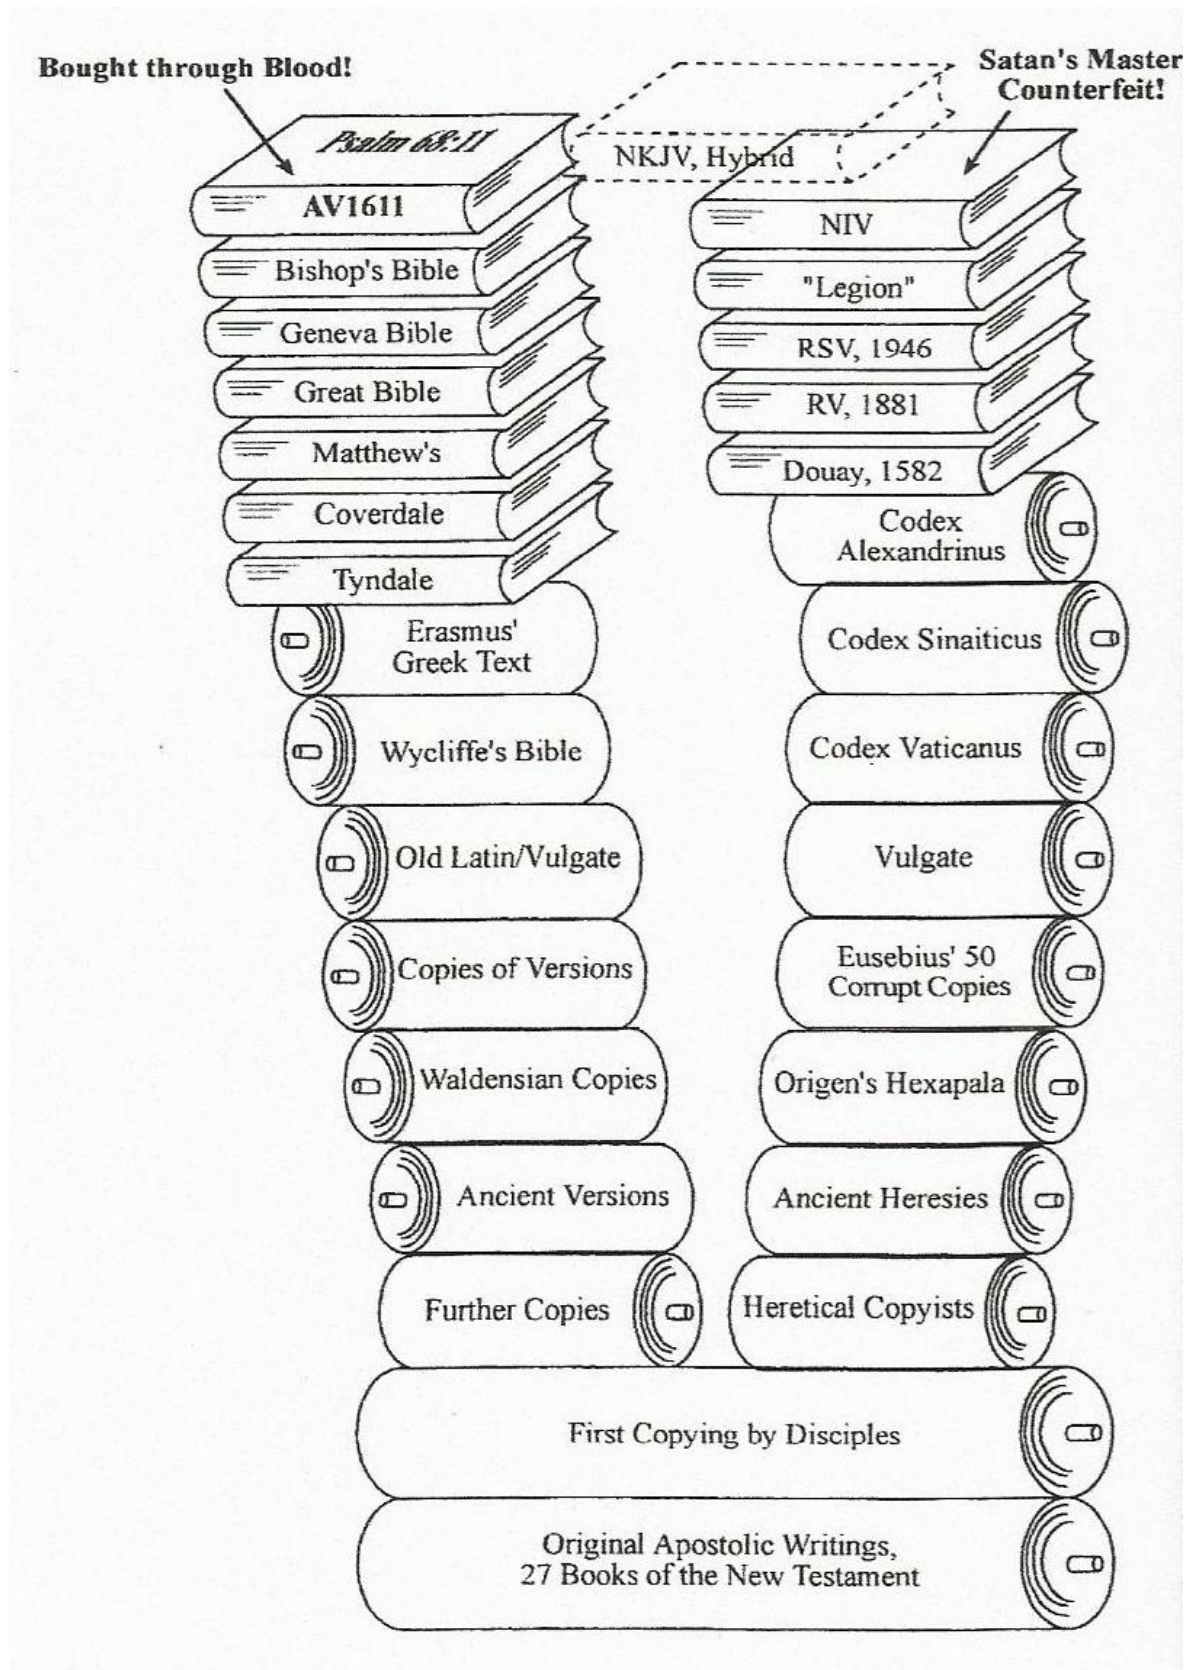 Bought through Blood!
Satan's Master
Counterfeit!
Psalm 68:11
NKJV, Hybrid
AV1611
Bishop's Bible
Geneva Bible
Great Bible
Matthew's
Coverdale
Tyndale
Erasmus'
Greek Text
Wycliffe's Bible
Old Latin/Vulgate
Copies of Versions
Waldensian Copies
Ancient Versions
Further Copies
NIV
"Legion"
RSV, 1946
RV, 1881
Douay, 1582
Codex
Alexandrinus
Codex Sinaiticus
Codex Vaticanus
Vulgate
Eusebius' 50
Corrupt Copies
Origen's Hexapala
Ancient Heresies
Heretical Copyists
First Copying by Disciples
Original Apostolic Writings,
27 Books of the New Testament